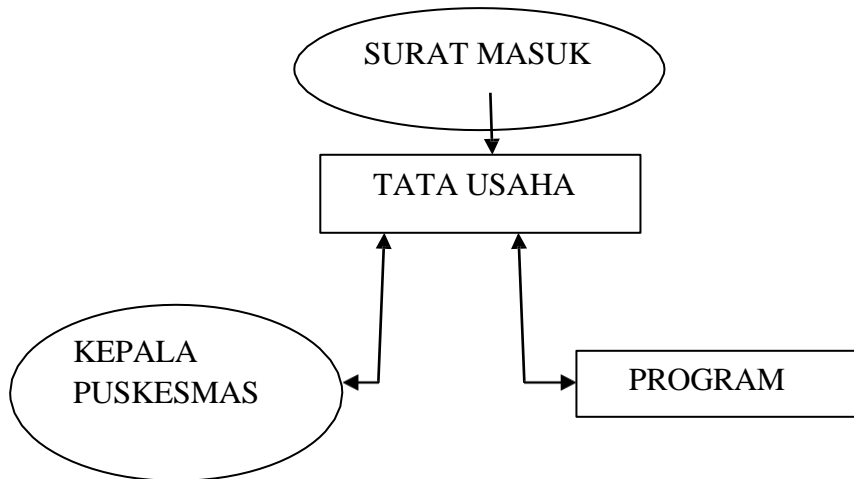 SURAT MASUK
TATA USAHA
KEPALA
PUSKESMAS
PROGRAM